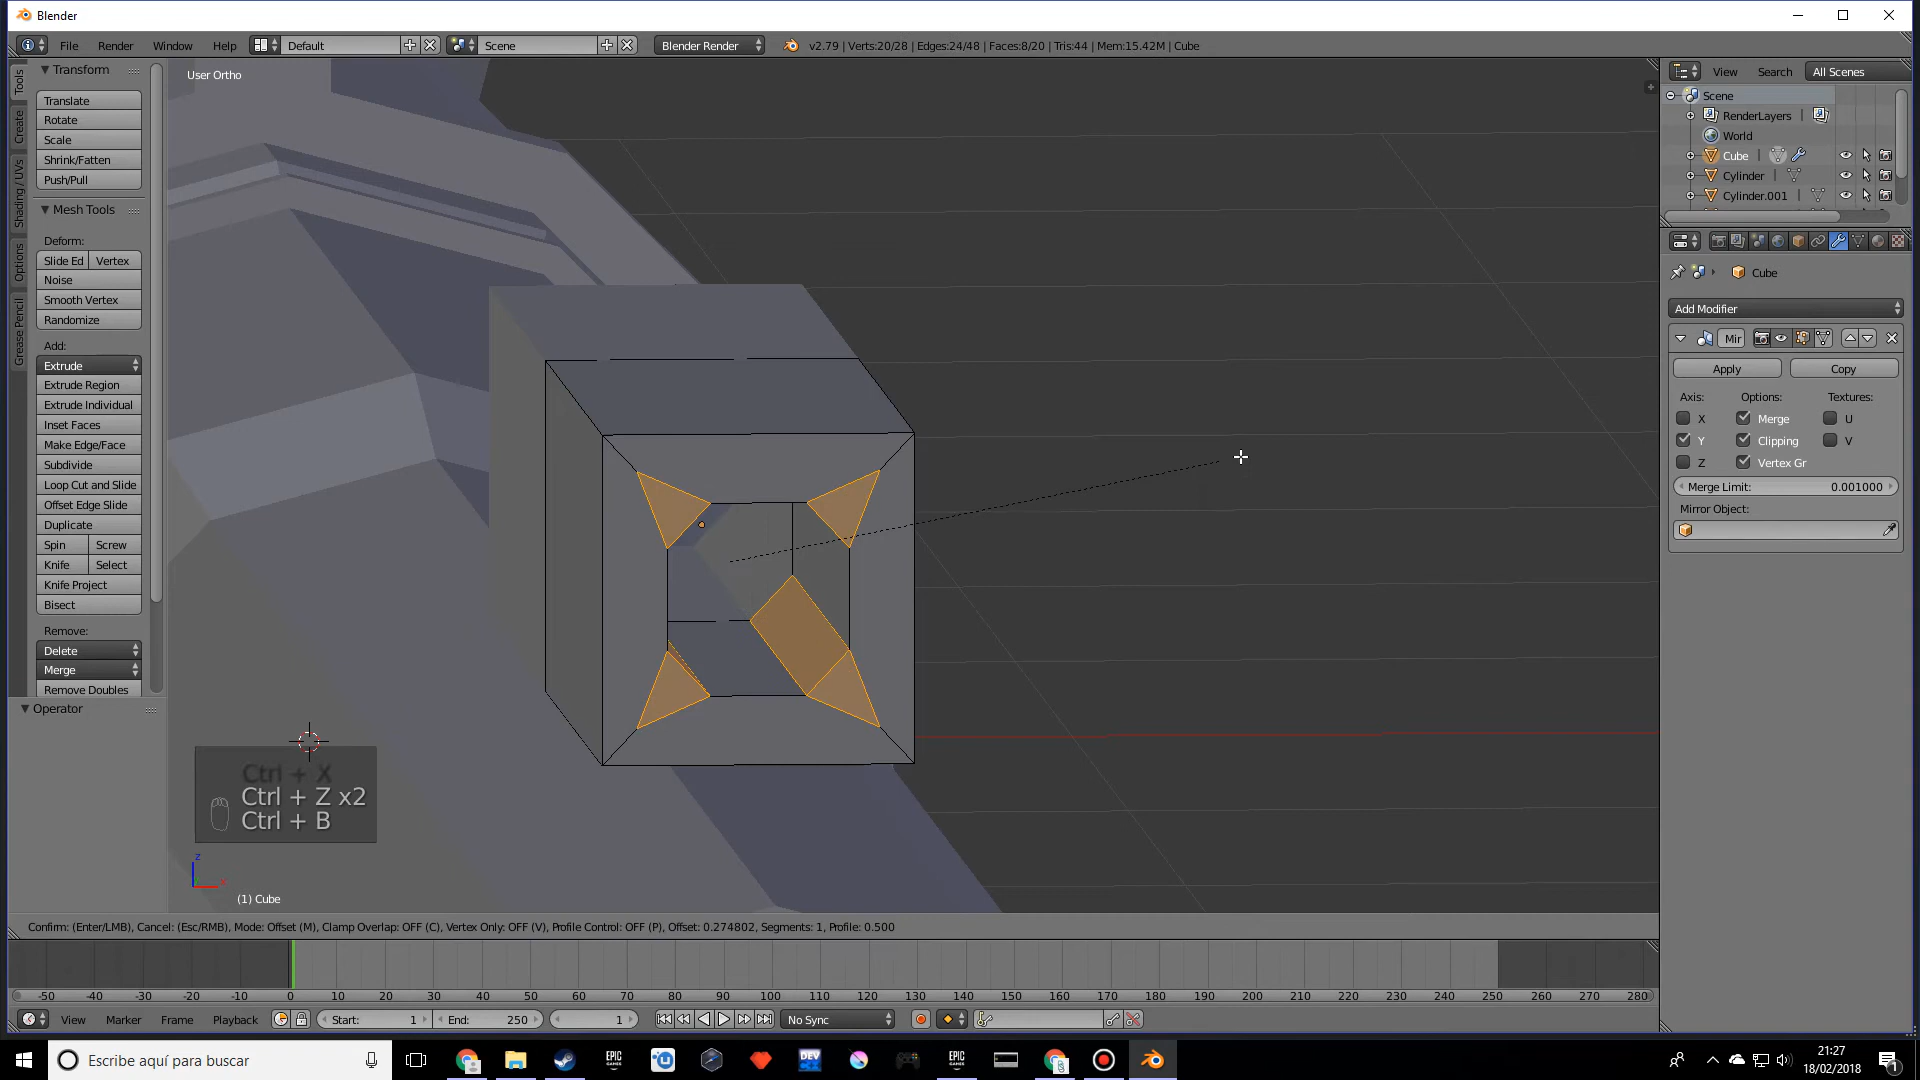 Blender
File Render Window Help Default Scene Blender Render v2.79 | Verts:20/28 | Edges:24/48 | Faces:8/20 | Tris:44 | Mem:15.42M | Cube
Tools
Create
Shading / UVs
Options
Grease Pencil
Transform
Translate
Rotate
Scale
Shrink/Fatten
Push/Pull
Mesh Tools
Deform:
Slide Ed Vertex
Noise
Smooth Vertex
Randomize
Add:
Extrude
Extrude Region
Extrude Individual
Inset Faces
Make Edge/Face
Subdivide
Loop Cut and Slide
Offset Edge Slide
Duplicate
Spin Screw
Knife Select
Knife Project
Bisect
Remove:
Delete
Merge
Remove Doubles
Operator
User Ortho
Ctrl + X
Ctrl + Z x2
Ctrl + B
z
x
(1) Cube
Confirm: (Enter/LMB), Cancel: (Esc/RMB), Mode: Offset (M), Clamp Overlap: OFF (C), Vertex Only: OFF (V), Profile Control: OFF (P), Offset: 0.274802, Segments: 1, Profile: 0.500
View Search All Scenes
Scene
RenderLayers
World
Cube
Cylinder
Cylinder.001
Cube
Add Modifier
Mir
Apply Copy
Axis: Options: Textures:
X Merge U
Y Clipping V
Z Vertex Gr
Merge Limit: 0.001000
Mirror Object:
-50 -40 -30 -20 -10 0 10 20 30 40 50 60 70 80 90 100 110 120 130 140 150 160 170 180 190 200 210 220 230 240 250 260 270 280
View Marker Frame Playback Start: 1 End: 250 1 No Sync
Escribe aquí para buscar
EPIC GAMES
DEV
EPIC GAMES
21:27
18/02/2018
1